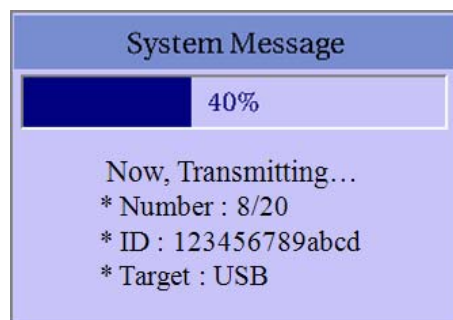 System Message
40%
Now, Transmitting…
* Number : 8/20
* ID : 123456789abcd
* Target : USB